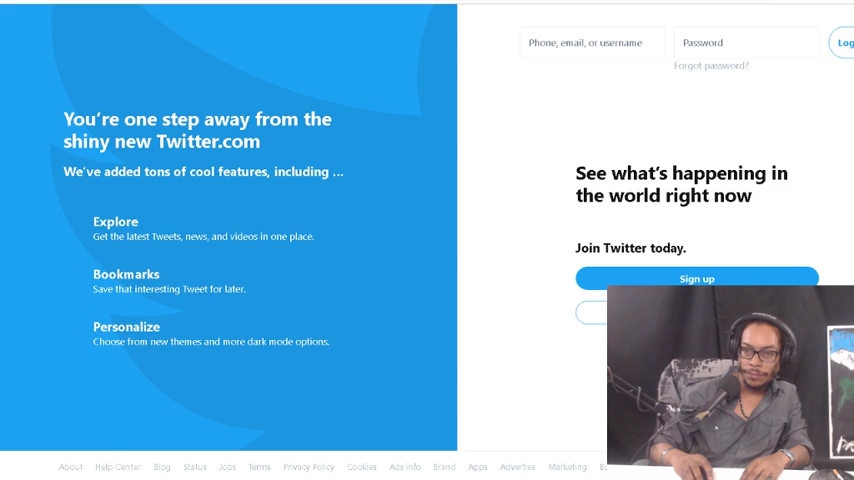 Phone, email, or username
Password
Log
Forgot password?
You're one step away from the
shiny new Twitter.com
We've added tons of cool features, including ...
Explore
Get the latest Tweets, news, and videos in one place.
Bookmarks
Save that interesting Tweet for later.
Personalize
Choose from new themes and more dark mode options.
See what's happening in
the world right now
Join Twitter today.
Sign up
About Help Center Blog Status Jobs Terms Privacy Policy Cookies Ads info Brand Apps Advertise Marketing